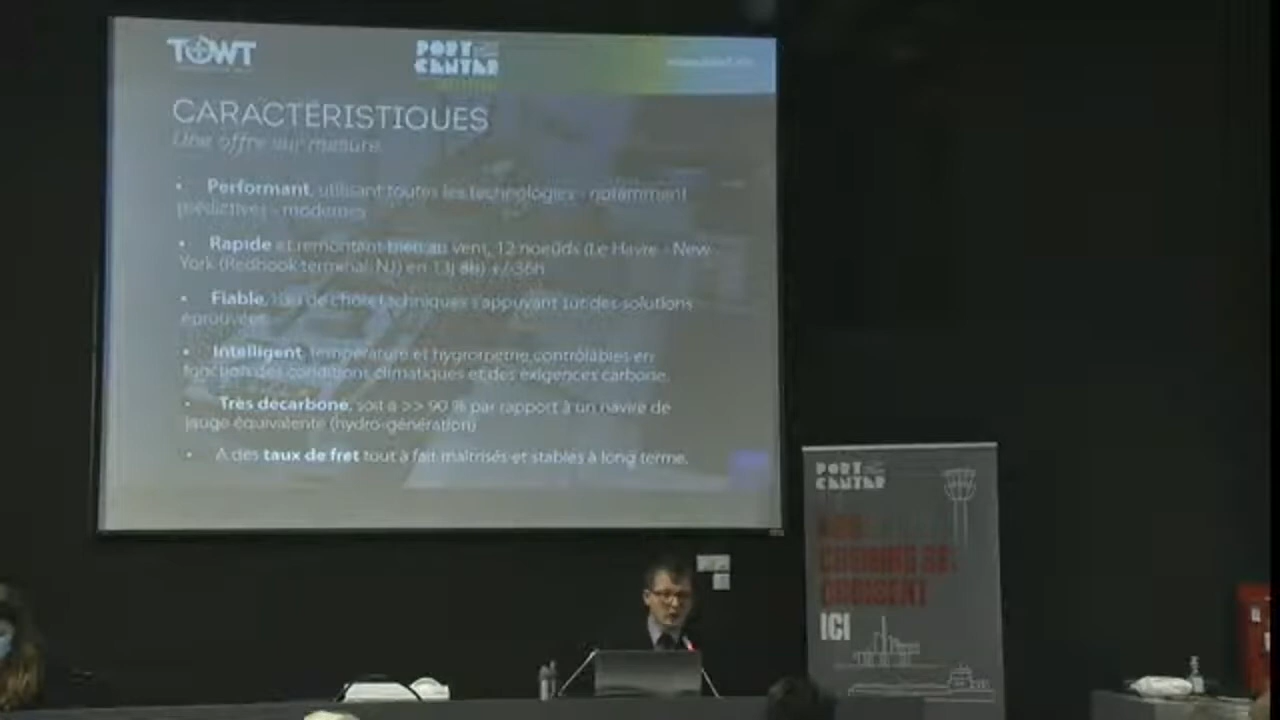 TOWT
PORT
CENTER
CARACTÉRISTIQUES
Une offre sur mesure
• Performant, utilisant toutes les technologies - notamment
prédictives - modernes
• Rapide et remontant bien au vent, 12 noeuds (Le Havre - New
York (Redhook terminal, NJ) en 13j 8h) +/-36h
• Fiable, de choix techniques s'appuyant sur des solutions
éprouvées
• Intelligent, température et hygrométrie contrôlables en
fonction des conditions climatiques et des exigences carbone.
• Très décarboné, soit à >> 90 % par rapport à un navire de
jauge équivalente (hydro-génération)
• A des taux de fret tout à fait maîtrisés et stables à long terme.
PORT
CENTER
ICI